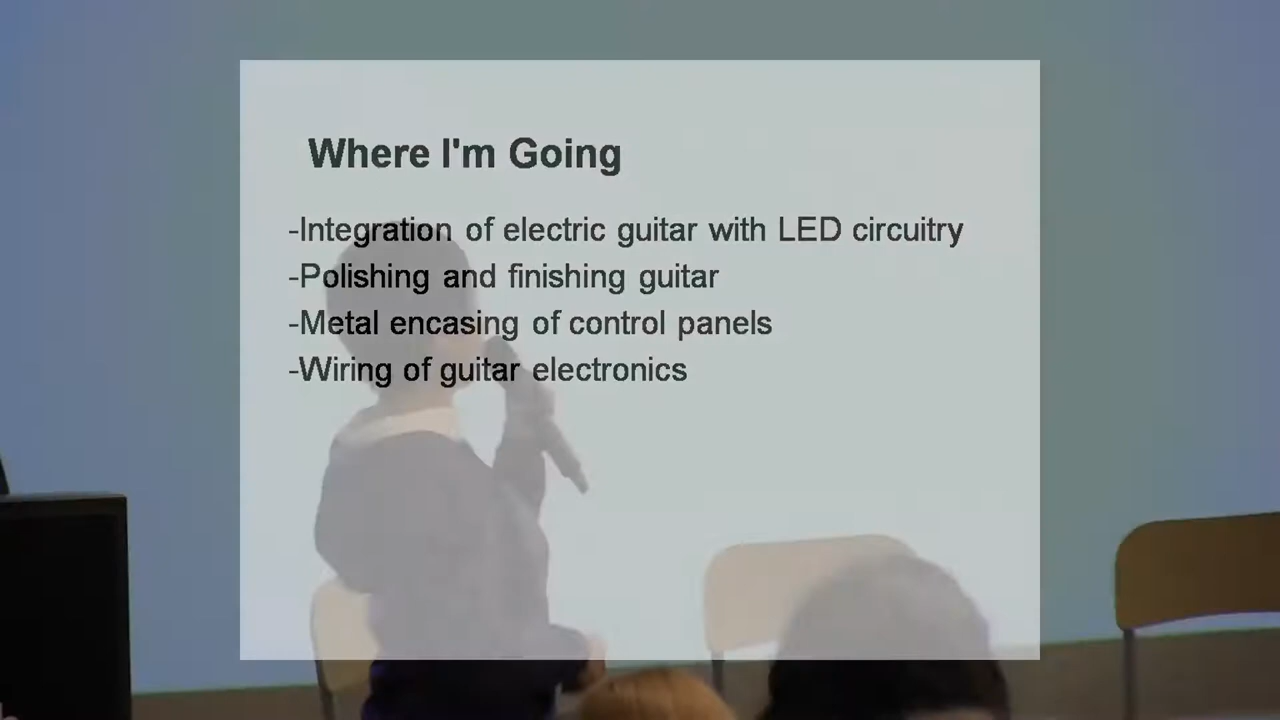 Where I'm Going
-Integration of electric guitar with LED circuitry
-Polishing and finishing guitar
-Metal encasing of control panels
-Wiring of guitar electronics